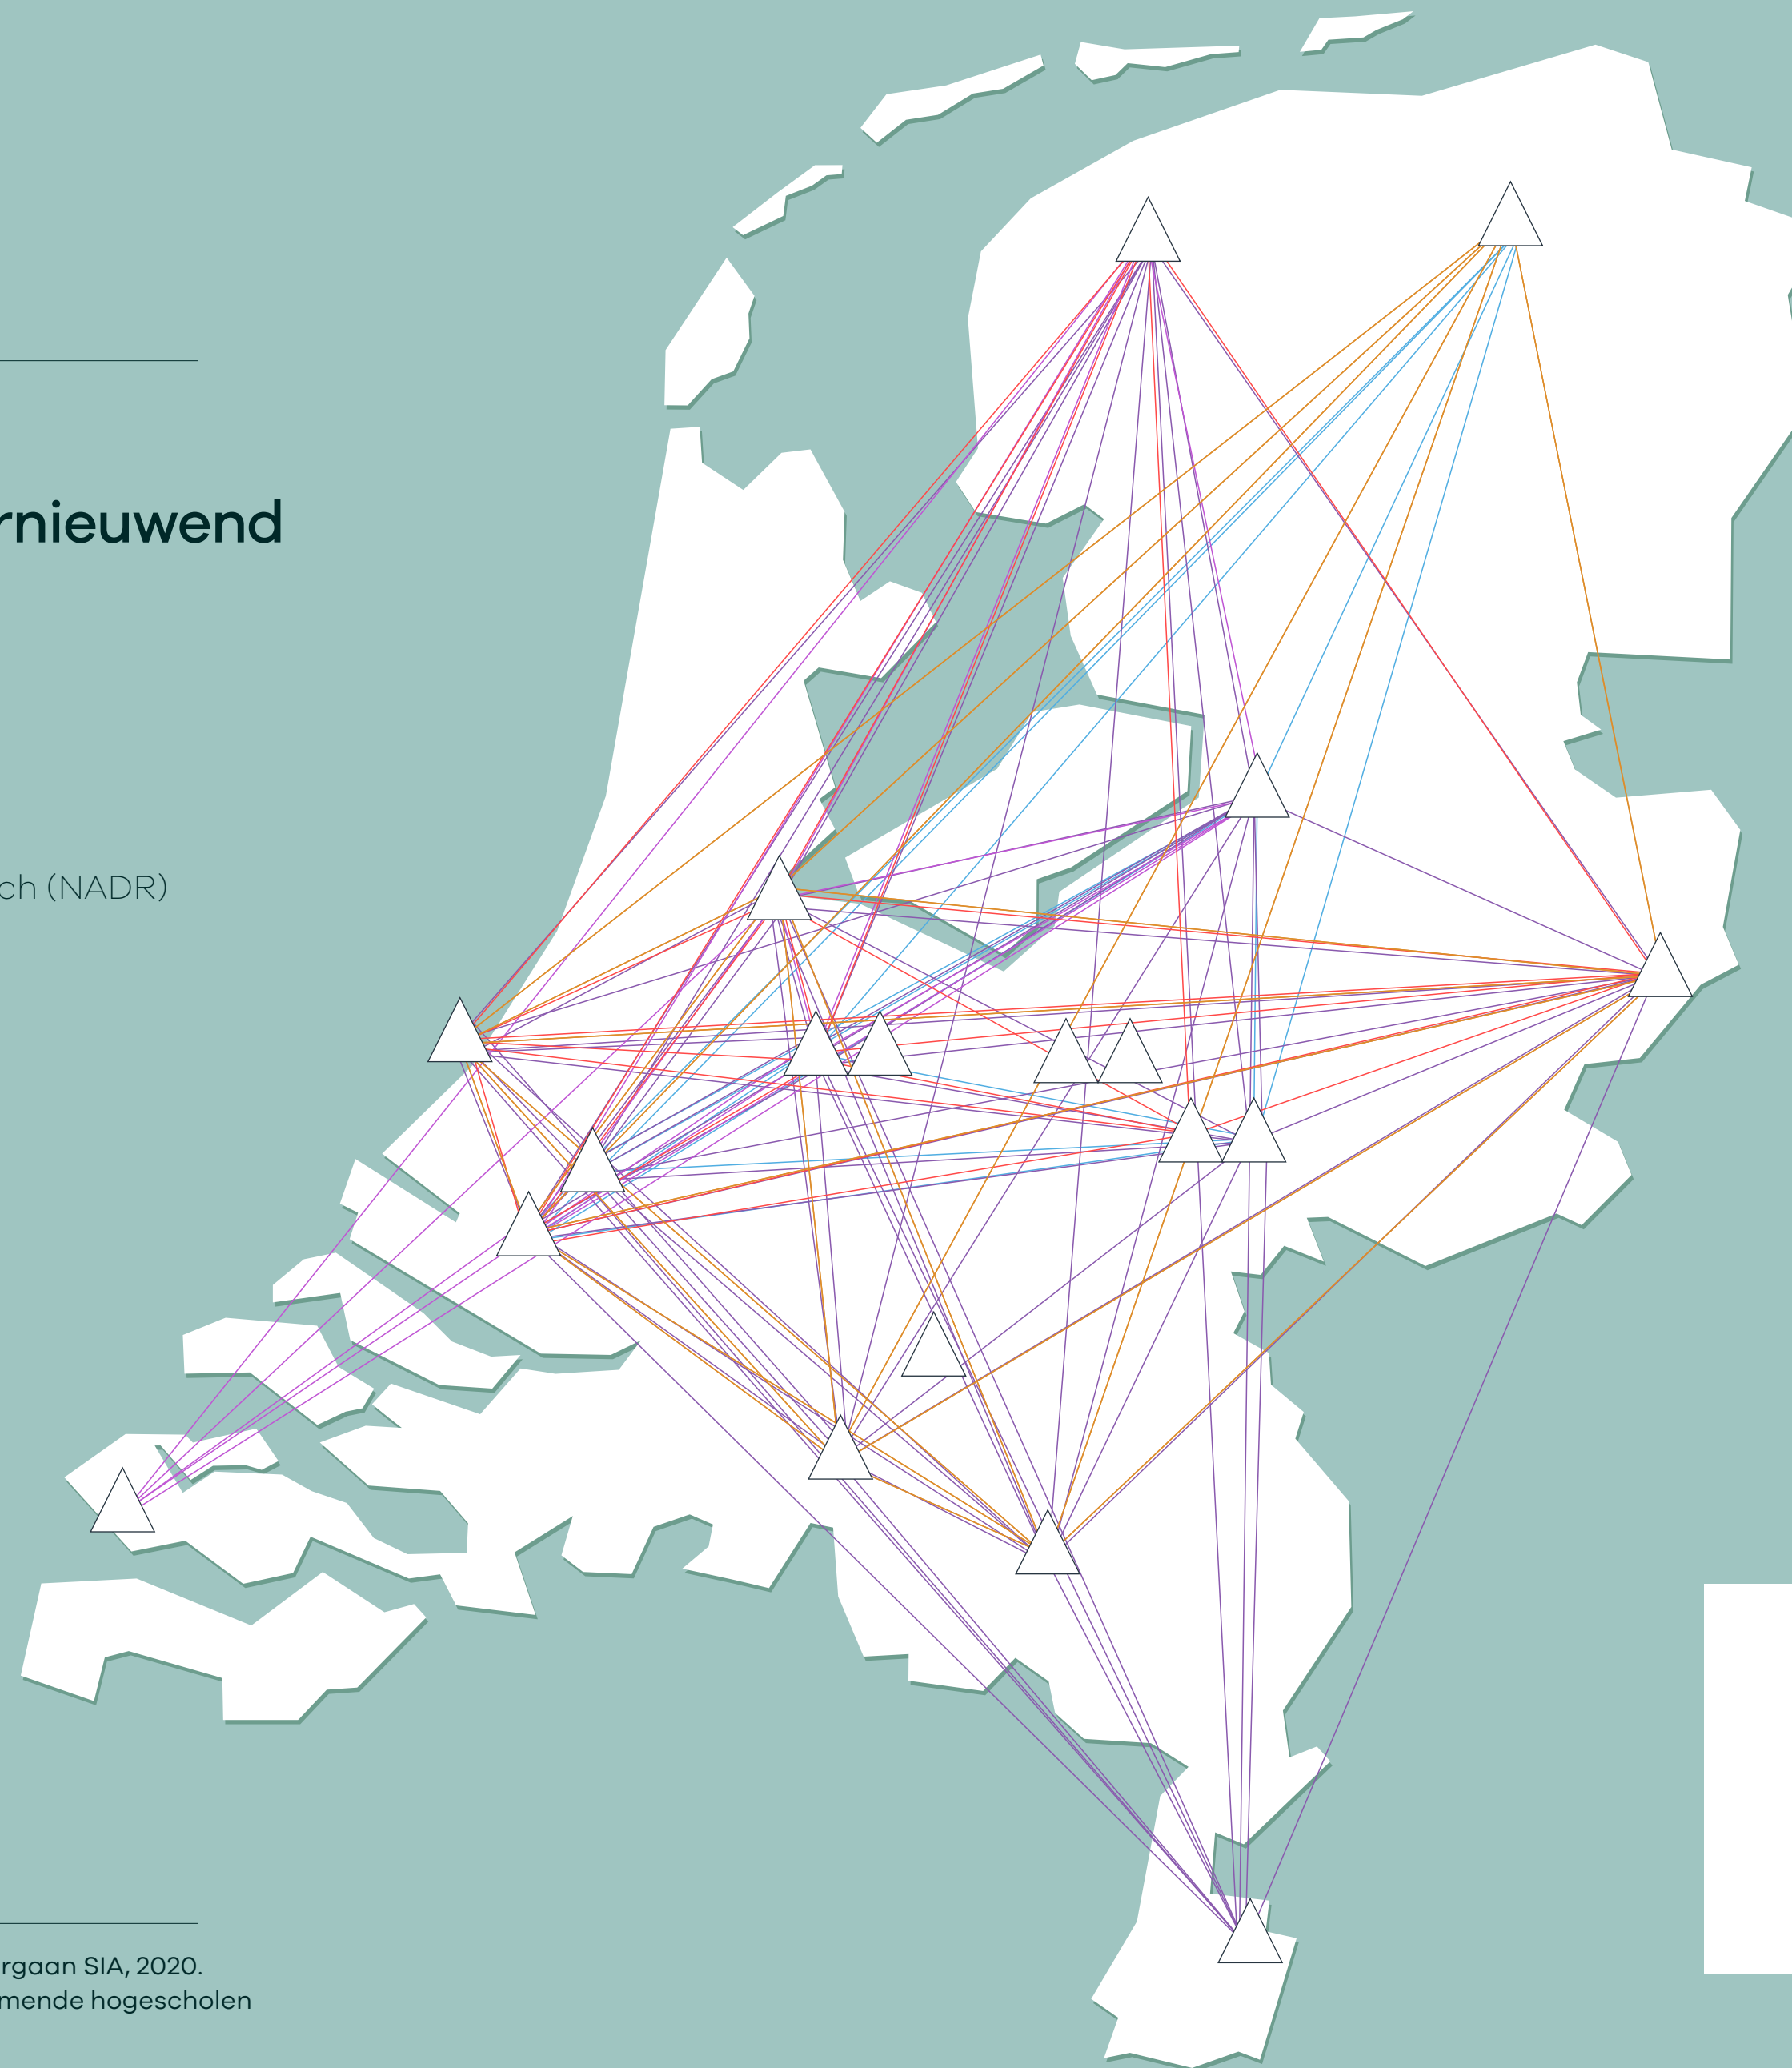 rnieuwend
ch (NADR)
rgaan SIA, 2020.
mende hogescholen